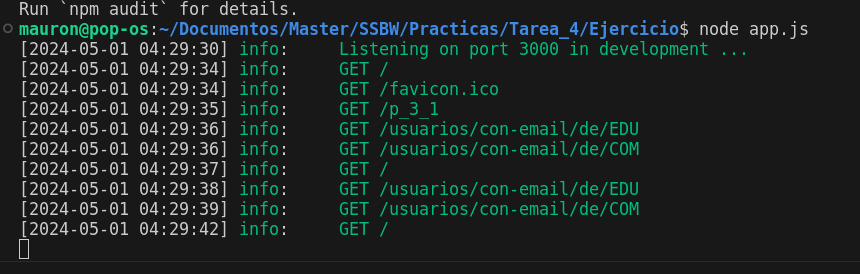 Run `npm audit` for details.
mauron@pop-os:~/Documentos/Master/SSBW/Practicas/Tarea_4/Ejercicio$ node app.js
[2024-05-01 04:29:30] info:     Listening on port 3000 in development ...
[2024-05-01 04:29:34] info:     GET /
[2024-05-01 04:29:34] info:     GET /favicon.ico
[2024-05-01 04:29:35] info:     GET /p_3_1
[2024-05-01 04:29:36] info:     GET /usuarios/con-email/de/EDU
[2024-05-01 04:29:36] info:     GET /usuarios/con-email/de/COM
[2024-05-01 04:29:37] info:     GET /
[2024-05-01 04:29:38] info:     GET /usuarios/con-email/de/EDU
[2024-05-01 04:29:39] info:     GET /usuarios/con-email/de/COM
[2024-05-01 04:29:42] info:     GET /